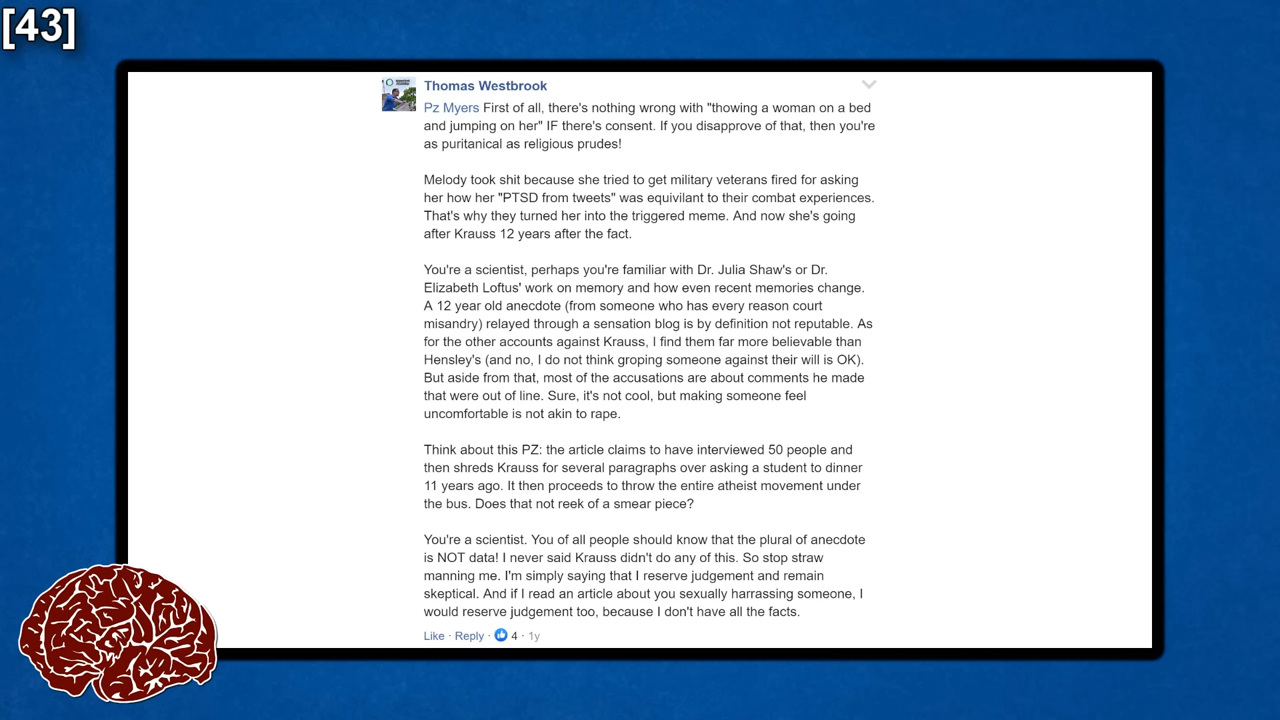 [43]
Thomas Westbrook
Pz Myers First of all, there's nothing wrong with "thowing a woman on a bed
and jumping on her" IF there's consent. If you disapprove of that, then you're
as puritanical as religious prudes!
Melody took shit because she tried to get military veterans fired for asking
her how her "PTSD from tweets" was equivilant to their combat experiences.
That's why they turned her into the triggered meme. And now she's going
after Krauss 12 years after the fact.
You're a scientist, perhaps you're familiar with Dr. Julia Shaw's or Dr.
Elizabeth Loftus' work on memory and how even recent memories change.
A 12 year old anecdote (from someone who has every reason court
misandry) relayed through a sensation blog is by definition not reputable. As
for the other accounts against Krauss, I find them far more believable than
Hensley's (and no, I do not think groping someone against their will is OK).
But aside from that, most of the accusations are about comments he made
that were out of line. Sure, it's not cool, but making someone feel
uncomfortable is not akin to rape.
Think about this PZ: the article claims to have interviewed 50 people and
then shreds Krauss for several paragraphs over asking a student to dinner
11 years ago. It then proceeds to throw the entire atheist movement under
the bus. Does that not reek of a smear piece?
You're a scientist. You of all people should know that the plural of anecdote
is NOT data! I never said Krauss didn't do any of this. So stop straw
manning me. I'm simply saying that I reserve judgement and remain
skeptical. And if I read an article about you sexually harrassing someone, I
would reserve judgement too, because I don't have all the facts.
Like · Reply · 4 · 1y